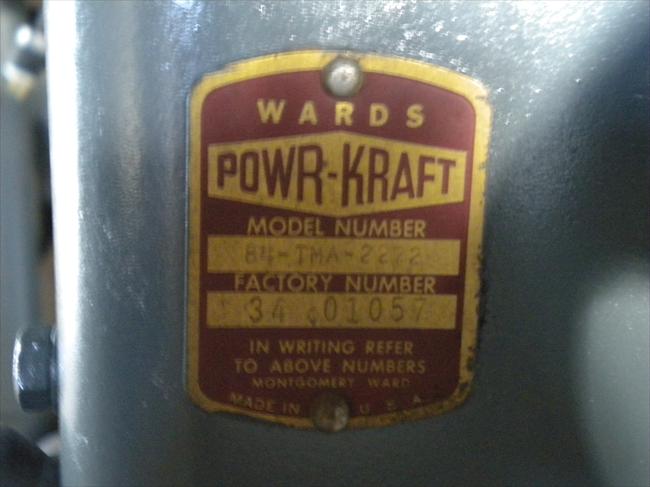 WARDS
POWR-KRAFT
MODEL NUMBER
84-TMA-2272
FACTORY NUMBER
34 01057
IN WRITING REFER
TO ABOVE NUMBERS
MONTGOMERY WARD
MADE IN U.S.A.